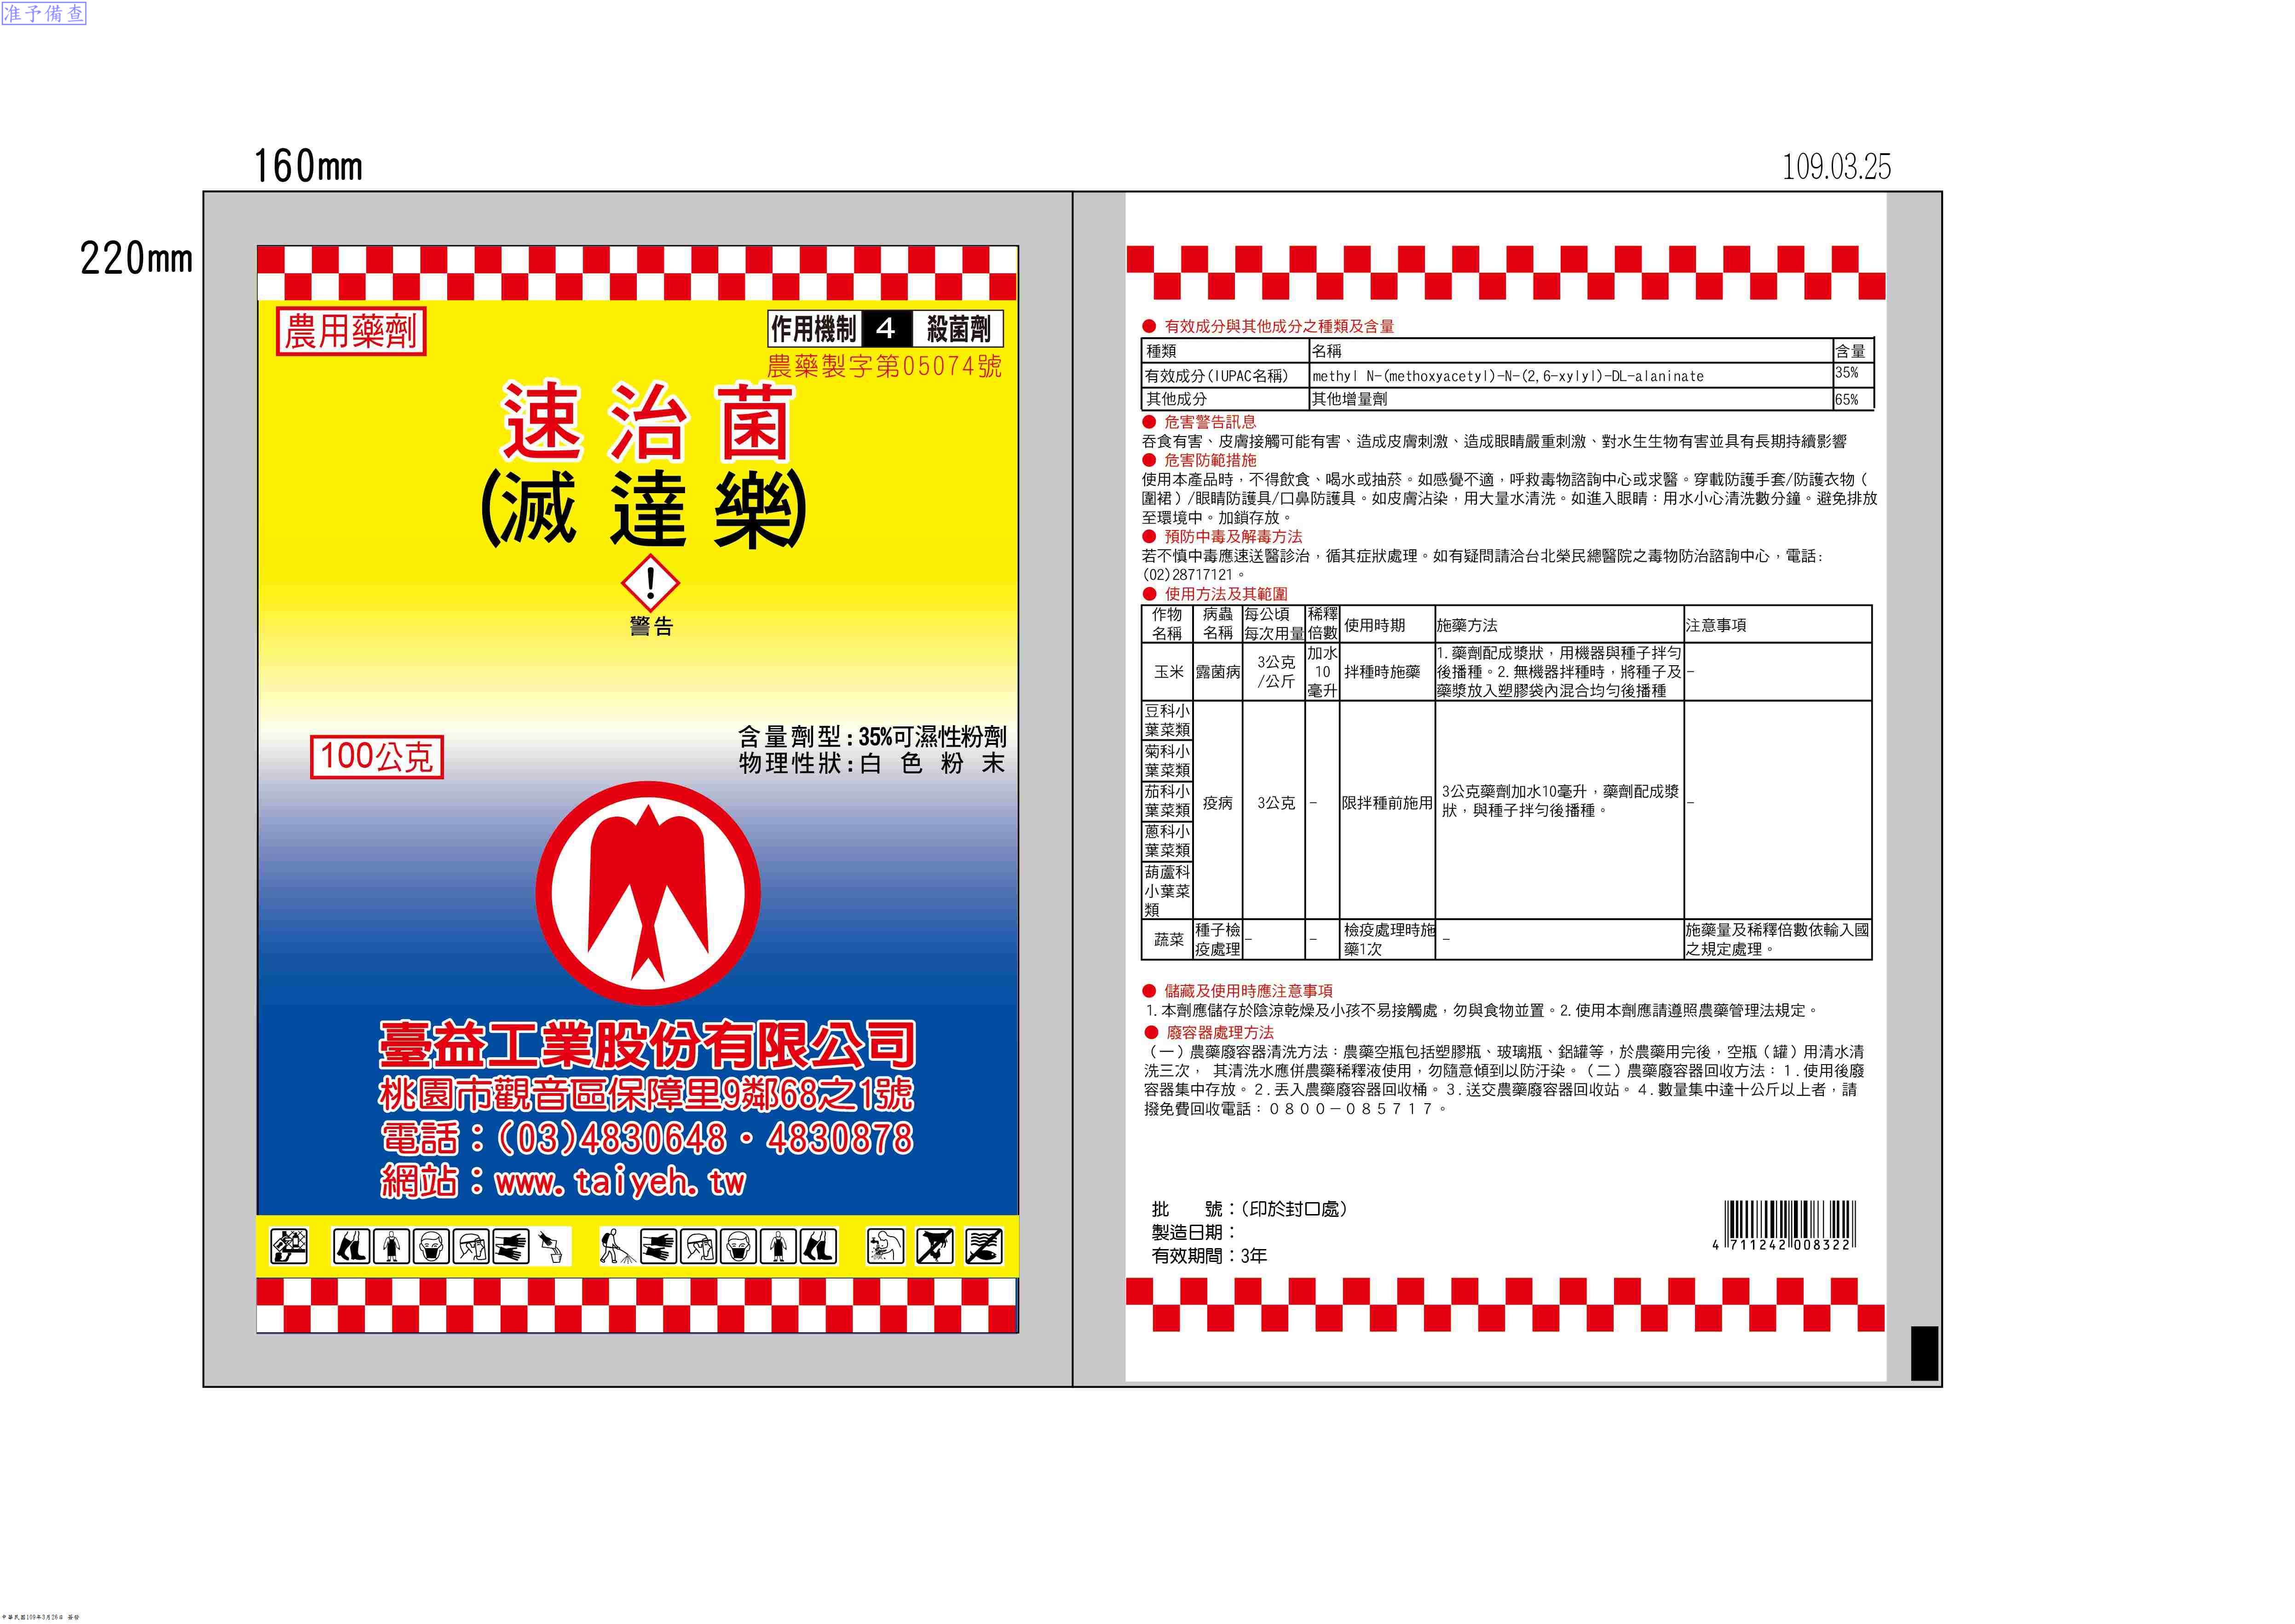 准予備查
160mm
109.03.25
220mm
農用藥劑
作用機制 4 殺菌劑
農藥製字第05074號
速治菌
(滅達樂)
!
警告
100公克
含量劑型:35%可濕性粉劑
物理性狀:白色粉末
臺益工業股份有限公司
桃園市觀音區保障里9鄰68之1號
電話：(03)4830648・4830878
網站：www.taiyeh.tw
● 有效成分與其他成分之種類及含量
種類 名稱 含量
有效成分(IUPAC名稱) methyl N-(methoxyacetyl)-N-(2,6-xylyl)-DL-alaninate 35%
其他成分 其他增量劑 65%
● 危害警告訊息
吞食有害、皮膚接觸可能有害、造成皮膚刺激、造成眼睛嚴重刺激、對水生生物有害並具有長期持續影響
● 危害防範措施
使用本產品時，不得飲食、喝水或抽菸。如感覺不適，呼救毒物諮詢中心或求醫。穿載防護手套/防護衣物（
圍裙）/眼睛防護具/口鼻防護具。如皮膚沾染，用大量水清洗。如進入眼睛：用水小心清洗數分鐘。避免排放
至環境中。加鎖存放。
● 預防中毒及解毒方法
若不慎中毒應速送醫診治，循其症狀處理。如有疑問請洽台北榮民總醫院之毒物防治諮詢中心，電話:
(02)28717121。
● 使用方法及其範圍
作物名稱 病蟲名稱 每公頃每次用量 稀釋倍數 使用時期 施藥方法 注意事項
玉米 露菌病 3公克/公斤 加水10毫升 拌種時施藥 1.藥劑配成漿狀，用機器與種子拌勻後播種。2.無機器拌種時，將種子及藥漿放入塑膠袋內混合均勻後播種 -
豆科小葉菜類
菊科小葉菜類
茄科小葉菜類
蔥科小葉菜類
葫蘆科小葉菜類
疫病 3公克 - 限拌種前施用 3公克藥劑加水10毫升，藥劑配成漿狀，與種子拌勻後播種。 -
蔬菜 種子檢疫處理 - - 檢疫處理時施藥1次 - 施藥量及稀釋倍數依輸入國之規定處理。
● 儲藏及使用時應注意事項
1.本劑應儲存於陰涼乾燥及小孩不易接觸處，勿與食物並置。2.使用本劑應請遵照農藥管理法規定。
● 廢容器處理方法
（一）農藥廢容器清洗方法：農藥空瓶包括塑膠瓶、玻璃瓶、鋁罐等，於農藥用完後，空瓶（罐）用清水清
洗三次， 其清洗水應併農藥稀釋液使用，勿隨意傾到以防汙染。（二）農藥廢容器回收方法：１.使用後廢
容器集中存放。２.丟入農藥廢容器回收桶。３.送交農藥廢容器回收站。４.數量集中達十公斤以上者，請
撥免費回收電話：０８００－０８５７１７。
批　號：(印於封口處)
製造日期：
有效期間：3年
4 711242 008322
中華民國109年3月26日 簽發